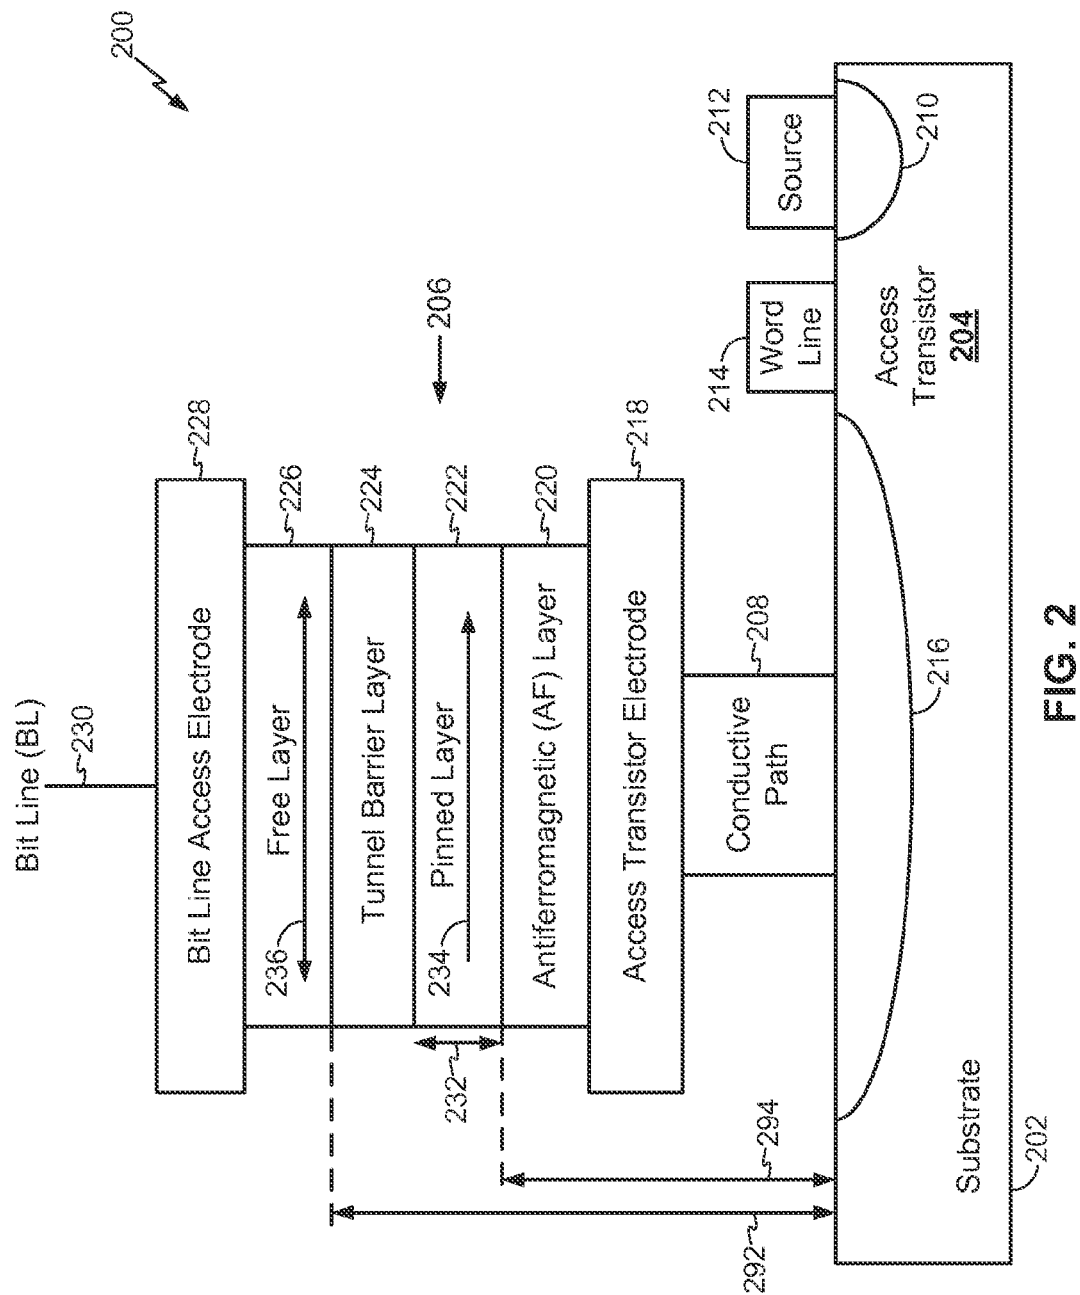 200
Bit Line (BL)
230
Bit Line Access Electrode
228
236
Free Layer
226
Tunnel Barrier Layer
224
234
Pinned Layer
222
206
232
Antiferromagnetic (AF) Layer
220
Access Transistor Electrode
218
Conductive
Path
208
292
294
214
Word
Line
212
Source
Access
Transistor
204
210
216
Substrate
202
FIG. 2